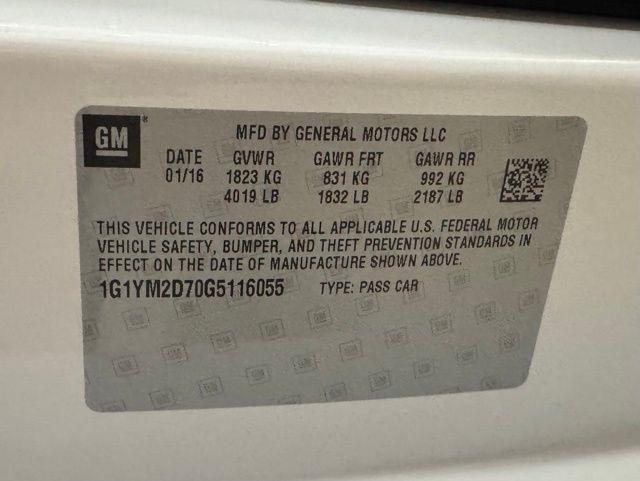 GM
MFD BY GENERAL MOTORS LLC
DATE GVWR GAWR FRT GAWR RR
01/16 1823 KG 831 KG 992 KG
4019 LB 1832 LB 2187 LB
THIS VEHICLE CONFORMS TO ALL APPLICABLE U.S. FEDERAL MOTOR
VEHICLE SAFETY, BUMPER, AND THEFT PREVENTION STANDARDS IN
EFFECT ON THE DATE OF MANUFACTURE SHOWN ABOVE.
1G1YM2D70G5116055 TYPE: PASS CAR